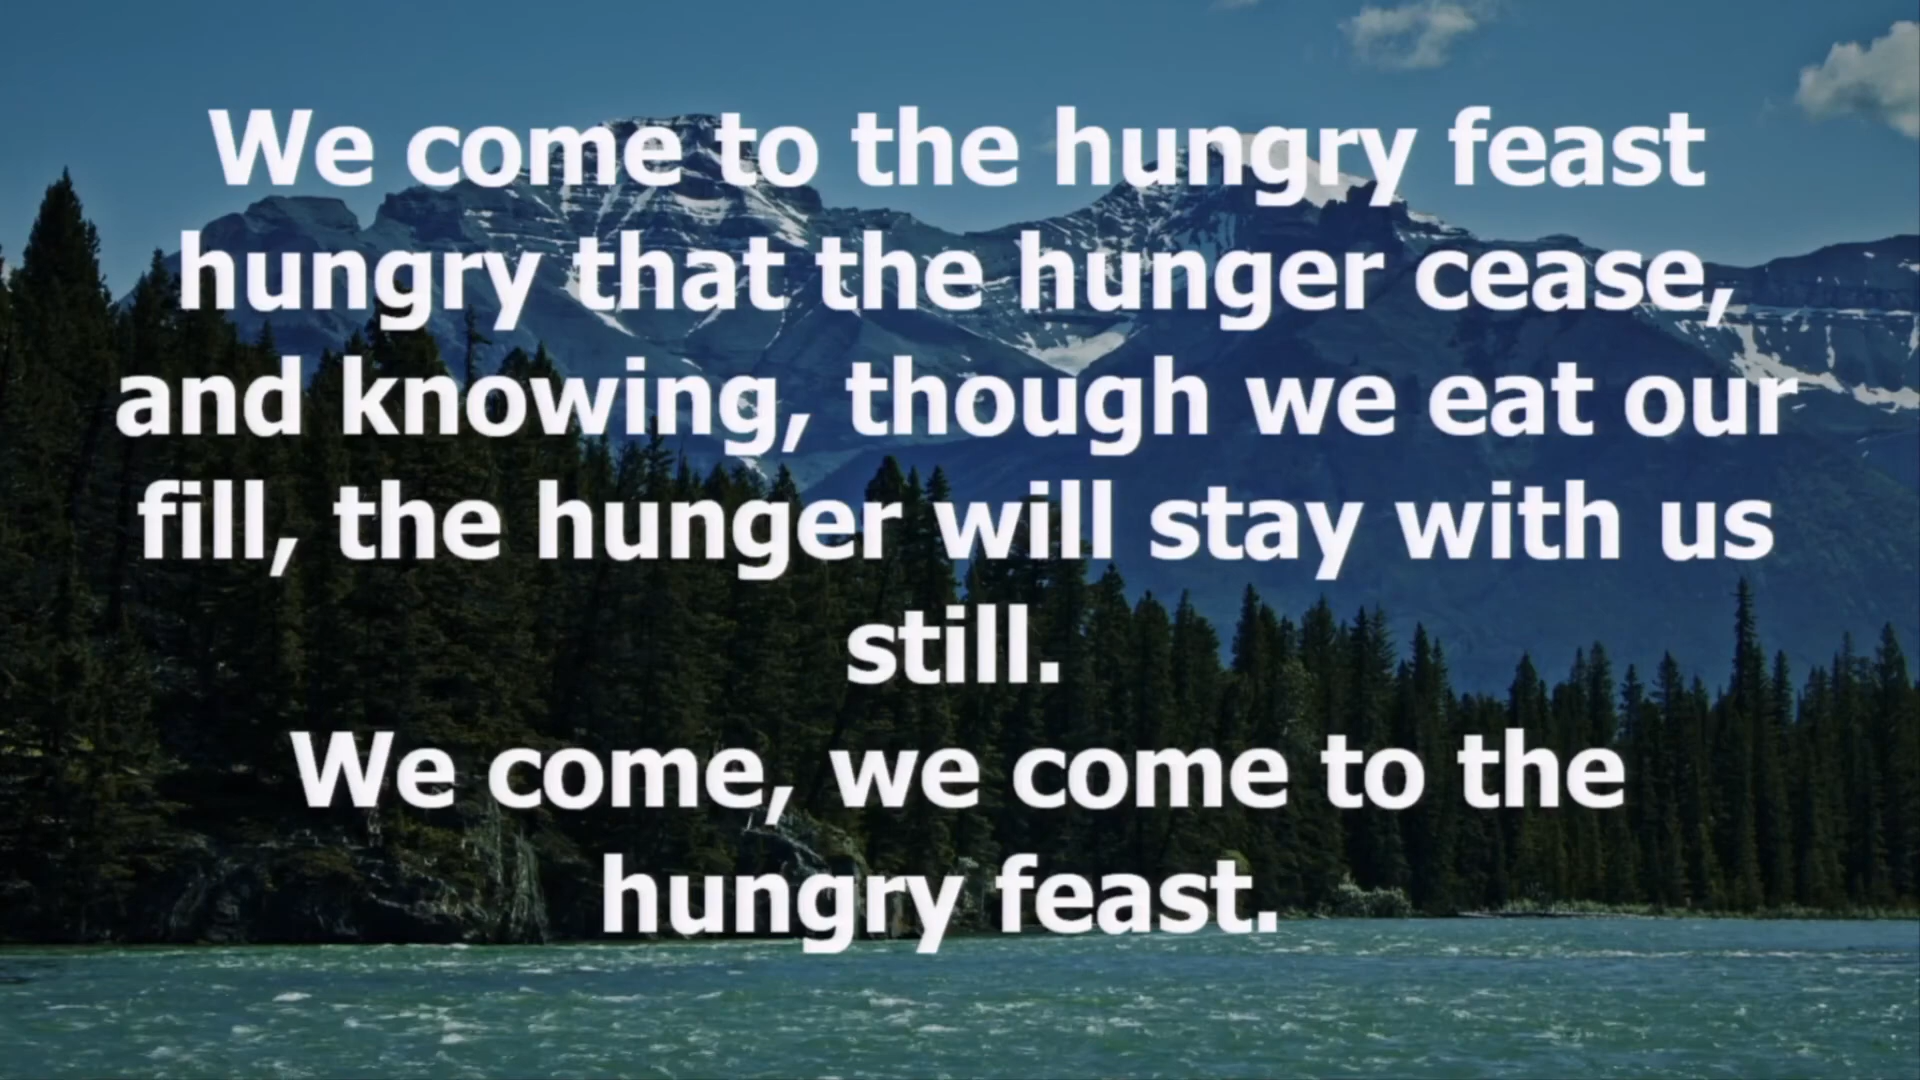 We come to the hungry feast
hungry that the hunger cease,
and knowing, though we eat our
fill, the hunger will stay with us
still.
We come, we come to the
hungry feast.